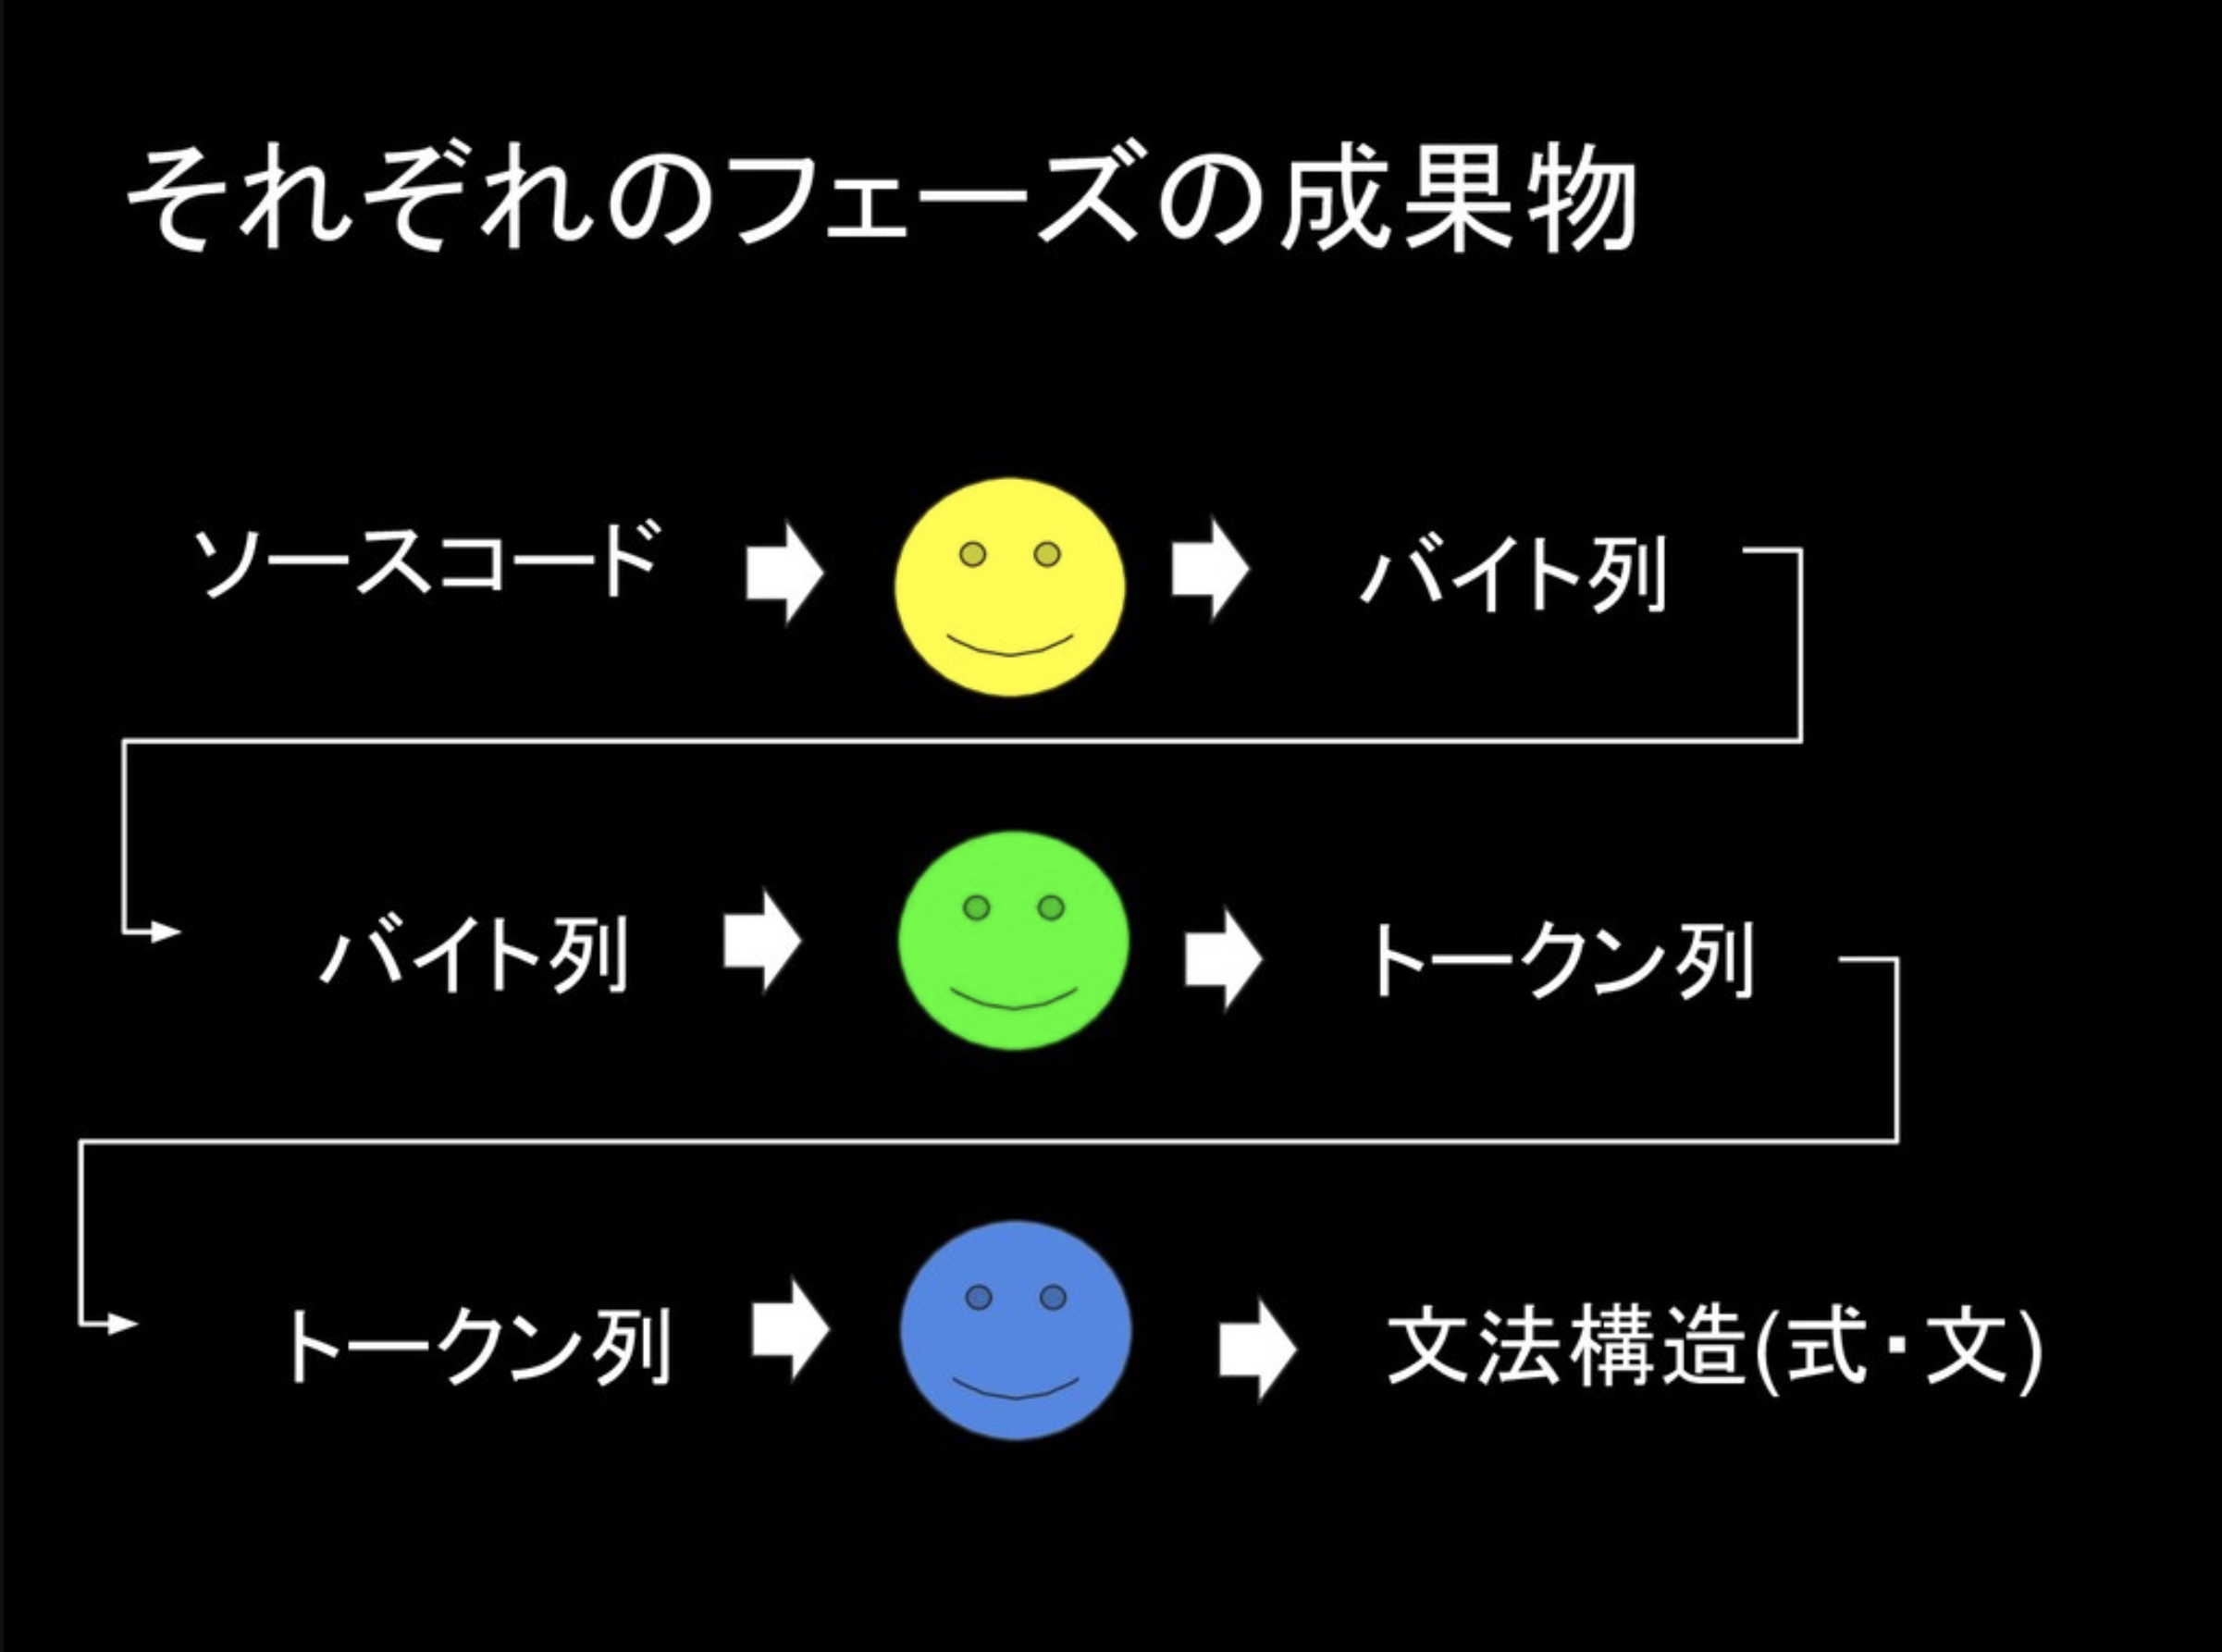 それぞれのフェーズの成果物
ソースコード
バイト列
バイト列
トークン列
トークン列
文法構造(式・文)